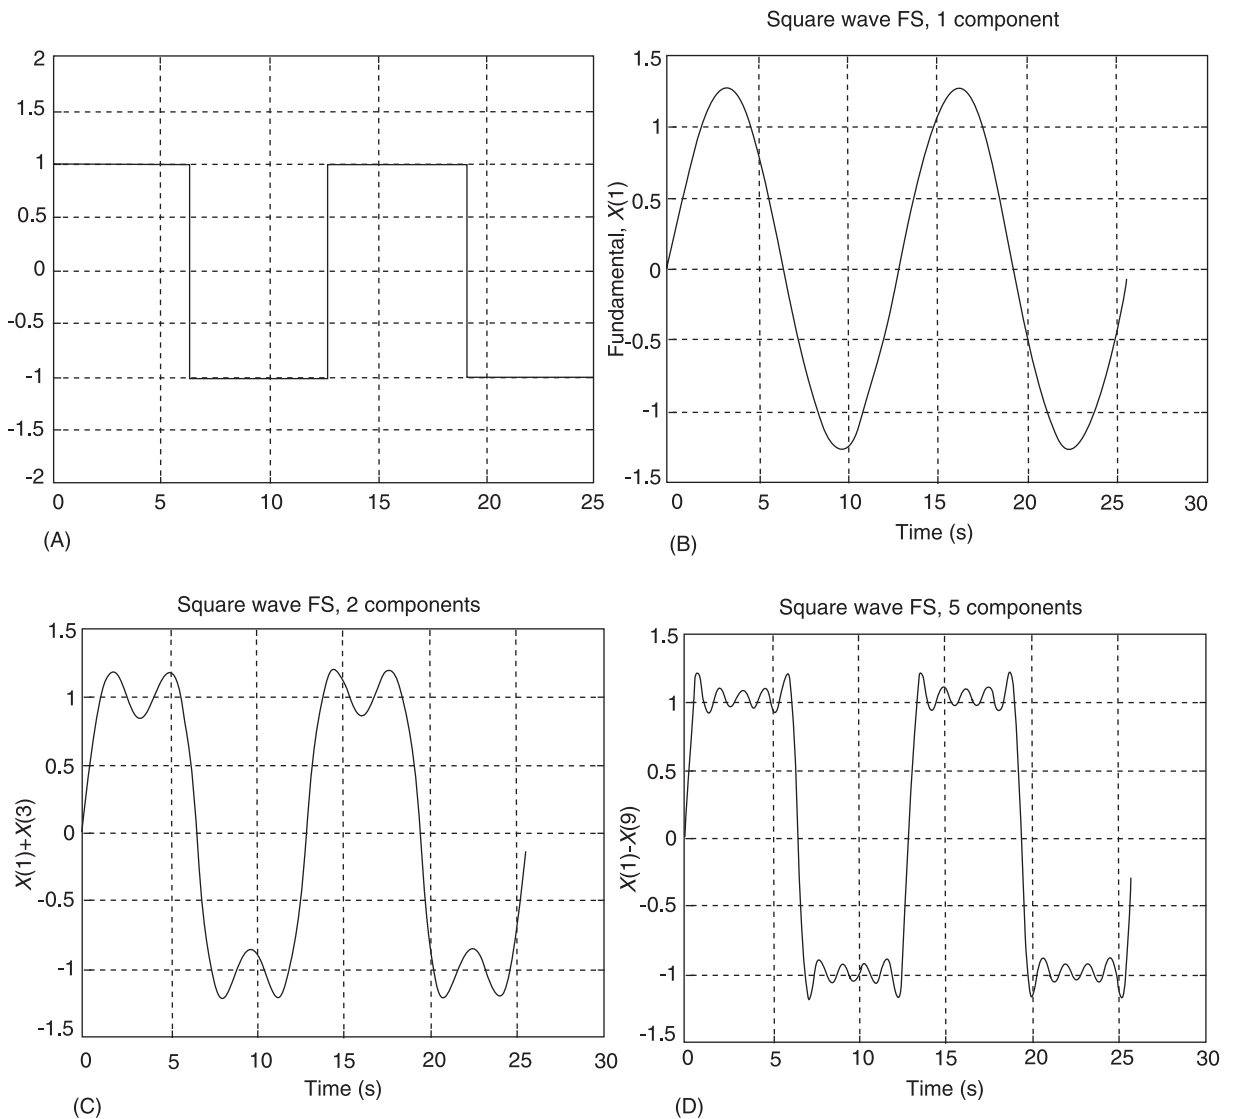 2
1.5
1
0.5
0
-0.5
-1
-1.5
-2
0 5 10 15 20 25
(A)
Square wave FS, 1 component
1.5
1
0.5
0
-0.5
-1
-1.5
Fundamental, X(1)
0 5 10 15 20 25 30
Time (s)
(B)
Square wave FS, 2 components
1.5
1
0.5
0
-0.5
-1
-1.5
X(1)+X(3)
0 5 10 15 20 25 30
Time (s)
(C)
Square wave FS, 5 components
1.5
1
0.5
0
-0.5
-1
-1.5
X(1)-X(9)
0 5 10 15 20 25 30
Time (s)
(D)